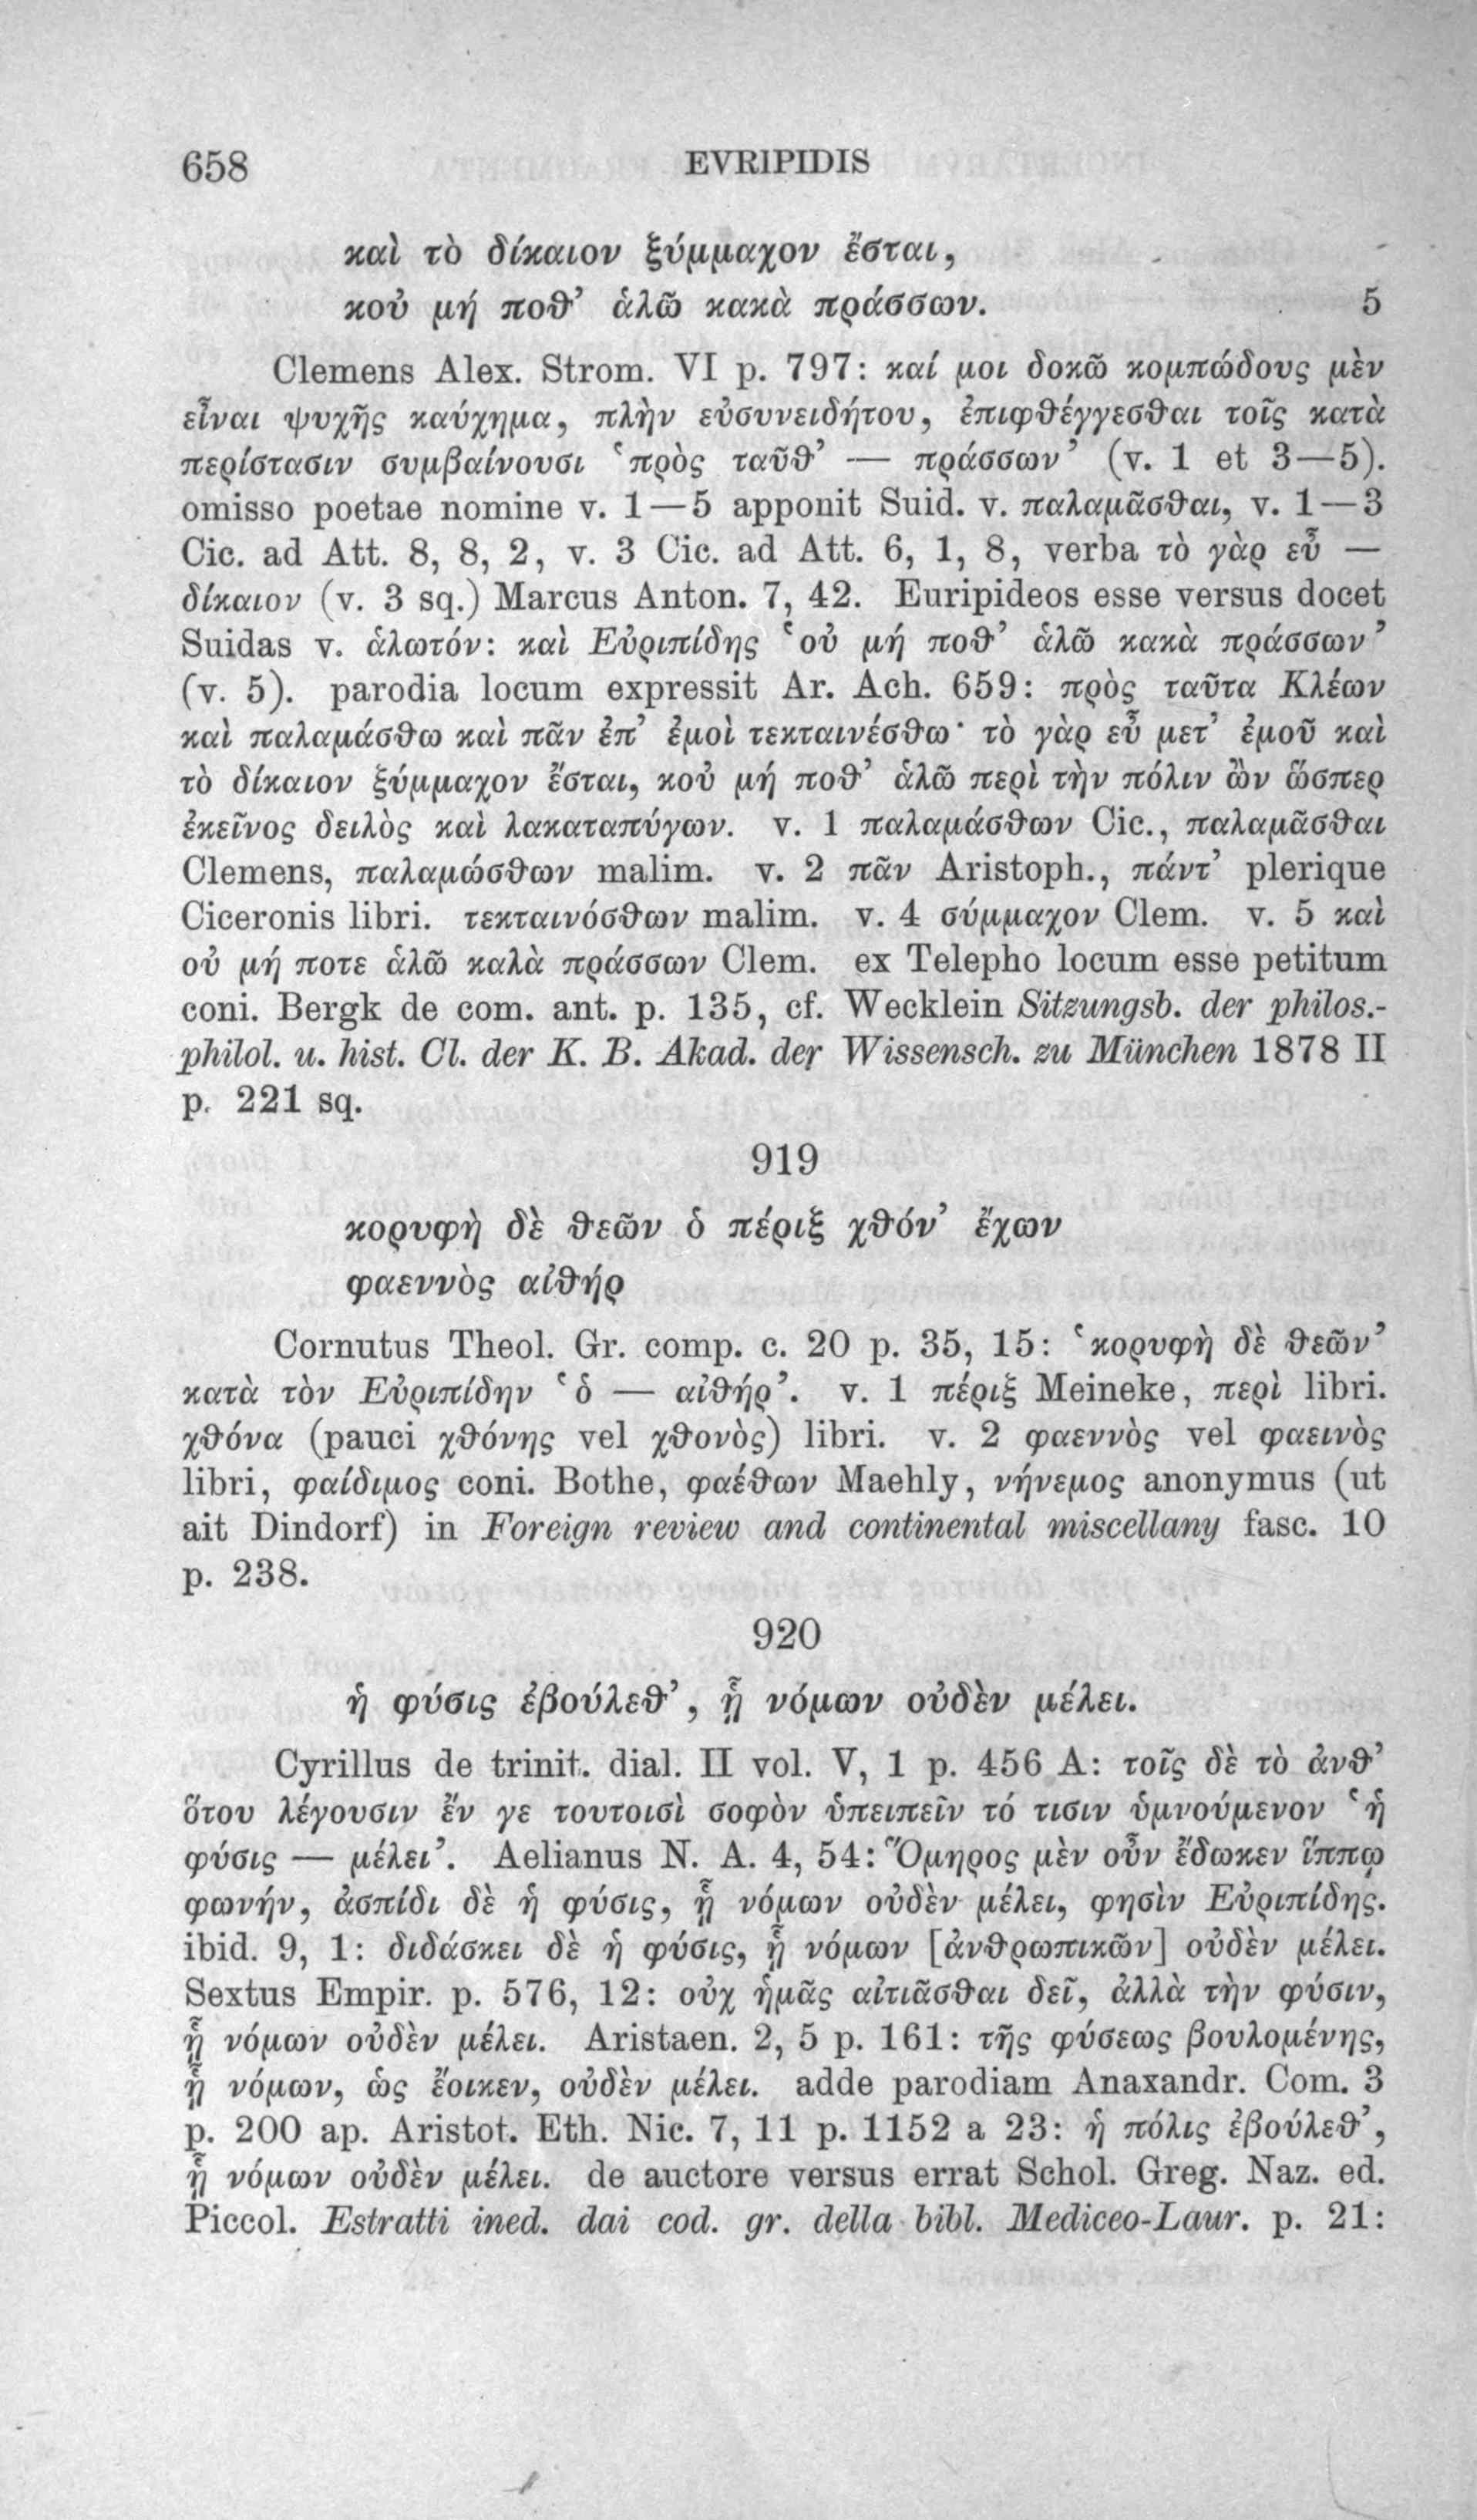 658 EVRIPIDIS
καὶ τὸ δίκαιον ξύμμαχον ἔσται,
κοὐ μή ποθ’ ἁλῶ κακὰ πράσσων. 5
Clemens Alex. Strom. VI p. 797: καί μοι δοκῶ κομπώδους μὲν
εἶναι ψυχῆς καύχημα, πλὴν εὐσυνειδήτου, ἐπιφθέγγεσθαι τοῖς κατὰ
περίστασιν συμβαίνουσι ‘πρὸς ταῦθ’ — πράσσων’ (v. 1 et 3—5).
omisso poetae nomine v. 1—5 apponit Suid. v. παλαμᾶσθαι, v. 1—3
Cic. ad Att. 8, 8, 2, v. 3 Cic. ad Att. 6, 1, 8, verba τὸ γὰρ εὖ —
δίκαιον (v. 3 sq.) Marcus Anton. 7, 42. Euripideos esse versus docet
Suidas v. ἁλωτόν: καὶ Εὐριπίδης ‘οὐ μή ποθ’ ἁλῶ κακὰ πράσσων’
(v. 5). parodia locum expressit Ar. Ach. 659: πρὸς ταῦτα Κλέων
καὶ παλαμάσθω καὶ πᾶν ἐπ’ ἐμοὶ τεκταινέσθω· τὸ γὰρ εὖ μετ’ ἐμοῦ καὶ
τὸ δίκαιον ξύμμαχον ἔσται, κοὐ μή ποθ’ ἁλῶ περὶ τὴν πόλιν ὢν ὥσπερ
ἐκεῖνος δειλὸς καὶ λακαταπύγων. v. 1 παλαμάσθων Cic., παλαμᾶσθαι
Clemens, παλαμώσθων malim. v. 2 πᾶν Aristoph., πάντ’ plerique
Ciceronis libri. τεκταινόσθων malim. v. 4 σύμμαχον Clem. v. 5 καὶ
οὐ μή ποτε ἁλῶ καλὰ πράσσων Clem. ex Telepho locum esse petitum
coni. Bergk de com. ant. p. 135, cf. Wecklein Sitzungsb. der philos.-
philol. u. hist. Cl. der K. B. Akad. der Wissensch. zu München 1878 II
p. 221 sq.
919
κορυφὴ δὲ θεῶν ὁ πέριξ χθόν’ ἔχων
φαεννὸς αἰθήρ
Cornutus Theol. Gr. comp. c. 20 p. 35, 15: ‘κορυφὴ δὲ θεῶν’
κατὰ τὸν Εὐριπίδην ‘ὁ — αἰθήρ’. v. 1 πέριξ Meineke, περὶ libri.
χθόνα (pauci χθόνης vel χθονὸς) libri. v. 2 φαεννὸς vel φαεινὸς
libri, φαίδιμος coni. Bothe, φαέθων Maehly, νήνεμος anonymus (ut
ait Dindorf) in Foreign review and continental miscellany fasc. 10
p. 238.
920
ἡ φύσις ἐβούλεθ’, ᾗ νόμων οὐδὲν μέλει.
Cyrillus de trinit. dial. II vol. V, 1 p. 456 A: τοῖς δὲ τὸ ἀνθ’
ὅτου λέγουσιν ἕν γε τουτοισὶ σοφὸν ὑπειπεῖν τό τισιν ὑμνούμενον ‘ἡ
φύσις — μέλει’. Aelianus N. A. 4, 54: Ὅμηρος μὲν οὖν ἔδωκεν ἵππῳ
φωνήν, ἀσπίδι δὲ ἡ φύσις, ᾗ νόμων οὐδὲν μέλει, φησὶν Εὐριπίδης.
ibid. 9, 1: διδάσκει δὲ ἡ φύσις, ᾗ νόμων [ἀνθρωπικῶν] οὐδὲν μέλει.
Sextus Empir. p. 576, 12: οὐχ ἡμᾶς αἰτιᾶσθαι δεῖ, ἀλλὰ τὴν φύσιν,
ᾗ νόμων οὐδὲν μέλει. Aristaen. 2, 5 p. 161: τῆς φύσεως βουλομένης,
ᾗ νόμων, ὡς ἔοικεν, οὐδὲν μέλει. adde parodiam Anaxandr. Com. 3
p. 200 ap. Aristot. Eth. Nic. 7, 11 p. 1152 a 23: ἡ πόλις ἐβούλεθ’,
ᾗ νόμων οὐδὲν μέλει. de auctore versus errat Schol. Greg. Naz. ed.
Piccol. Estratti ined. dai cod. gr. della bibl. Mediceo-Laur. p. 21: